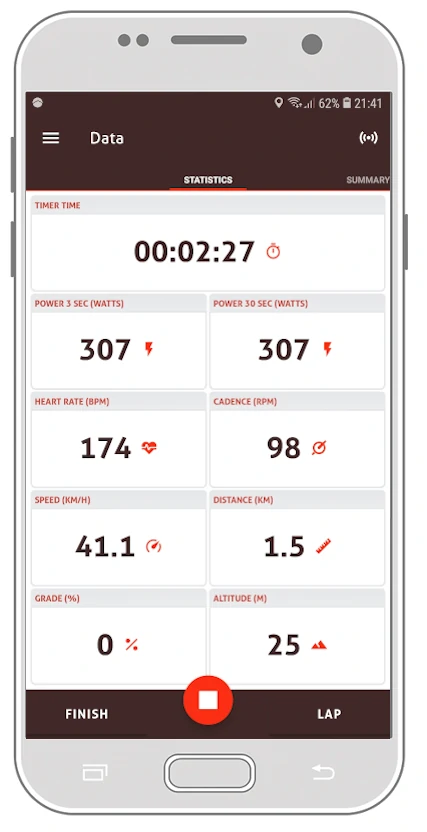 62% 21:41
Data
STATISTICS SUMMARY
TIMER TIME
00:02:27
POWER 3 SEC (WATTS) POWER 30 SEC (WATTS)
307 307
HEART RATE (BPM) CADENCE (RPM)
174 98
SPEED (KM/H) DISTANCE (KM)
41.1 1.5
GRADE (%) ALTITUDE (M)
0 % 25
FINISH LAP